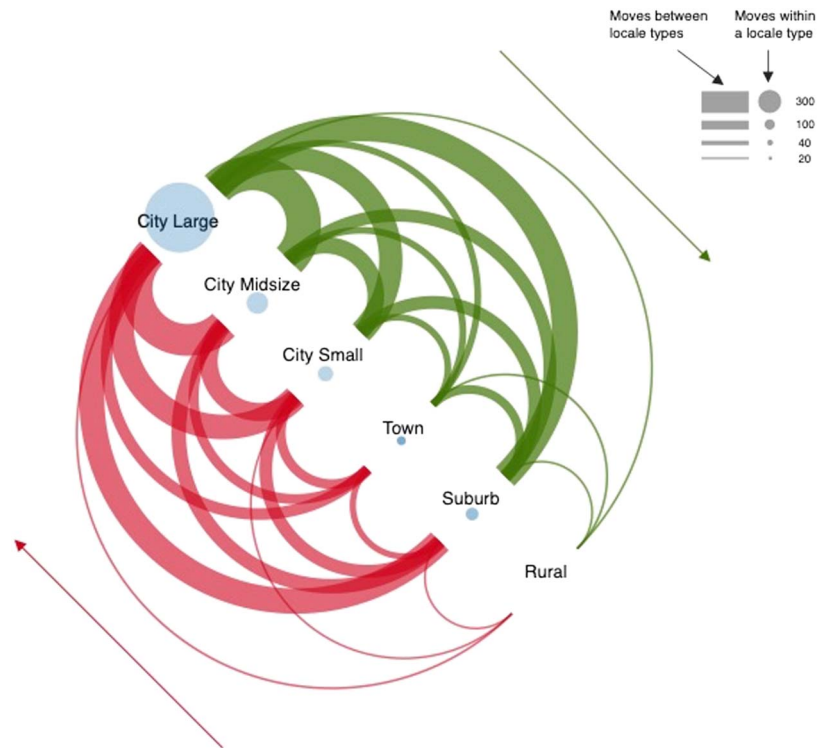 Moves between
locale types
Moves within
a locale type
300
100
40
20
City Large
City Midsize
City Small
Town
Suburb
Rural